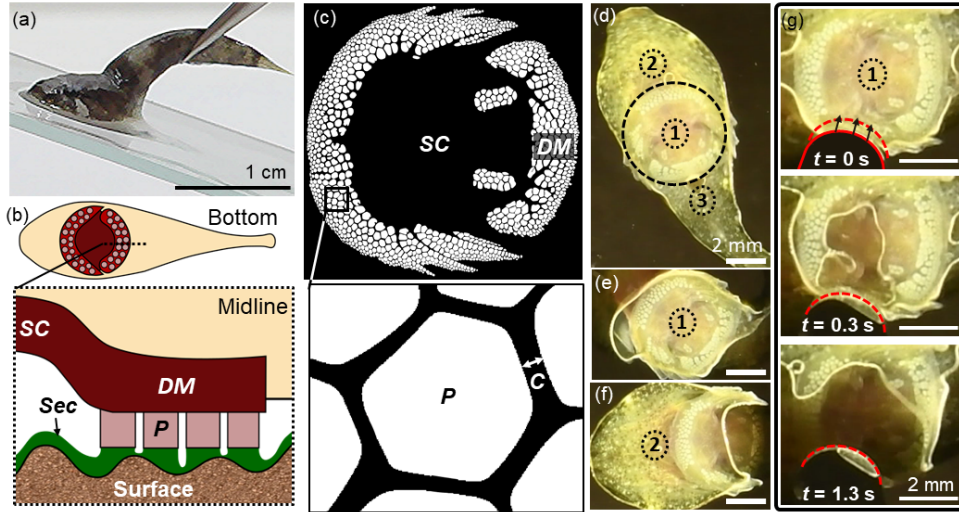 (a)
1 cm
(b)
Bottom
Midline
SC
DM
Sec
P
Surface
(c)
SC
DM
P
C
(d)
2
1
3
2 mm
(e)
1
(f)
2
(g)
1
t = 0 s
t = 0.3 s
t = 1.3 s
2 mm